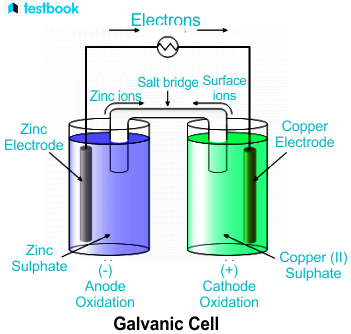 testbook
Electrons
Salt bridge
Surface
ions
Zinc ions
Zinc
Electrode
Copper
Electrode
Zinc
Sulphate
Copper (II)
Sulphate
(-)
Anode
Oxidation
(+)
Cathode
Oxidation
Galvanic Cell